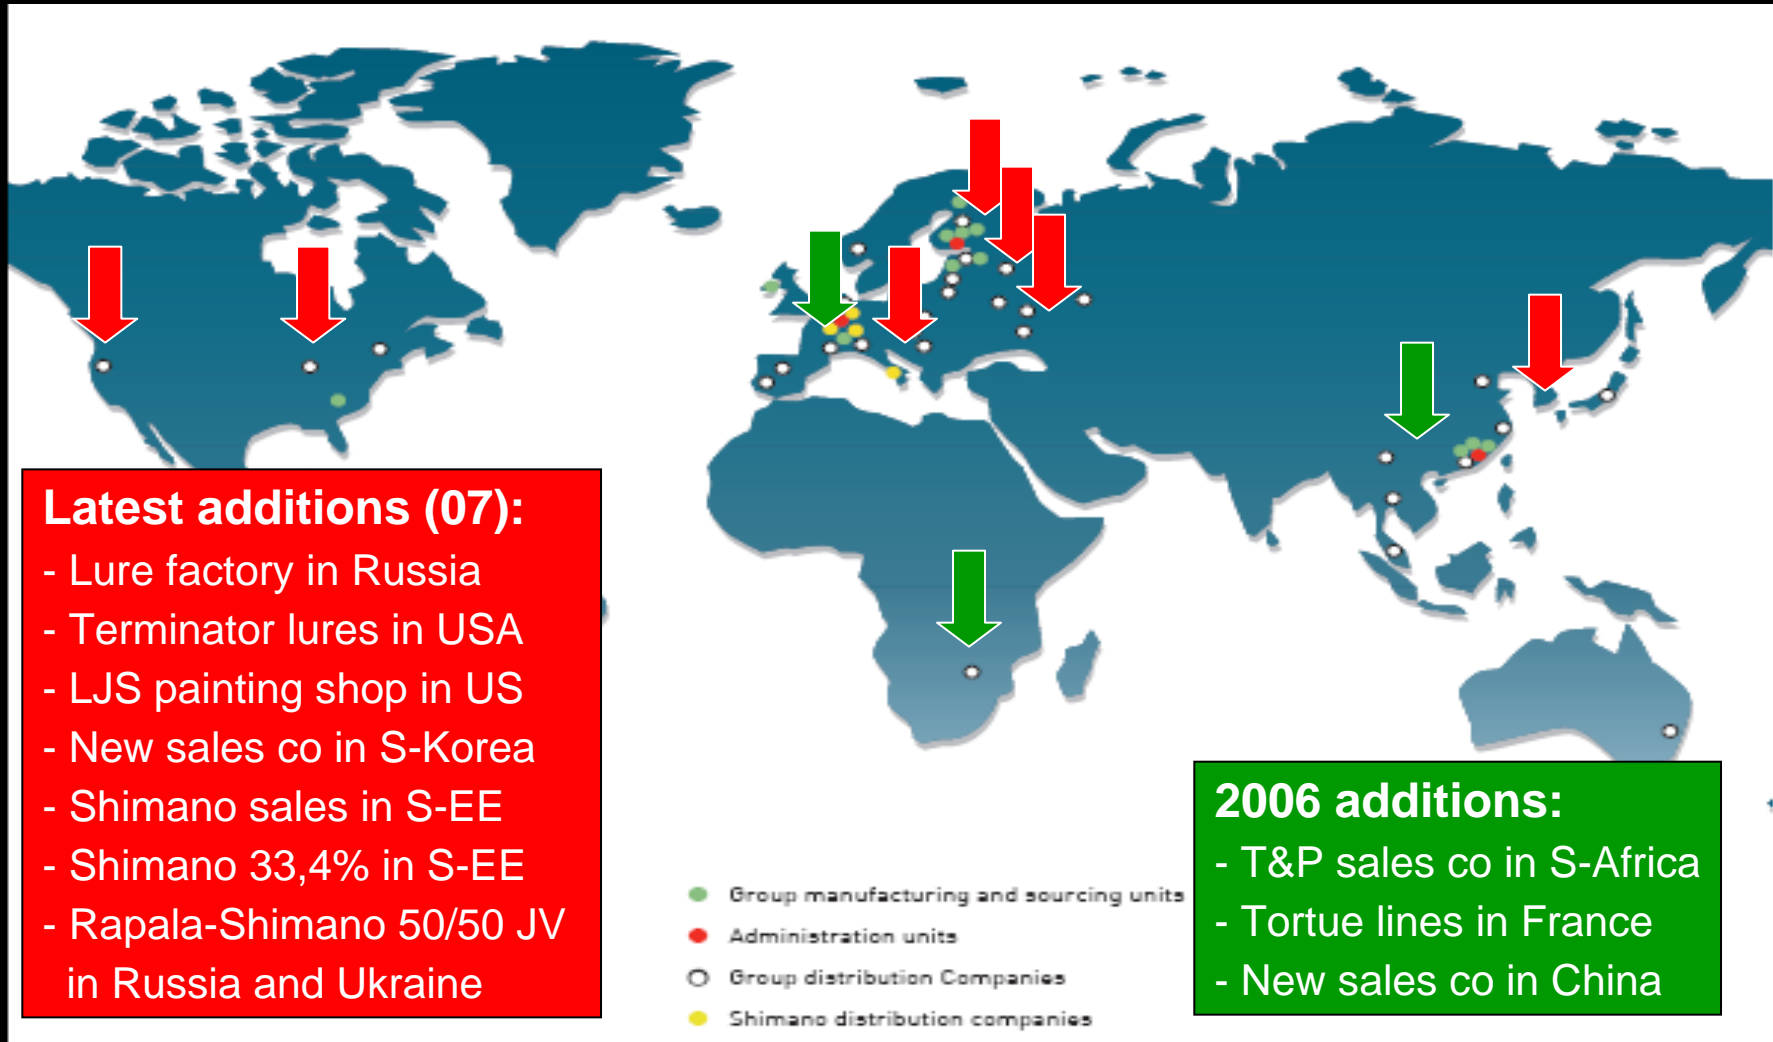 Latest additions (07):
- Lure factory in Russia
- Terminator lures in USA
- LJS painting shop in US
- New sales co in S-Korea
- Shimano sales in S-EE
- Shimano 33,4% in S-EE
- Rapala-Shimano 50/50 JV
in Russia and Ukraine
Group manufacturing and sourcing units
Administration units
Group distribution Companies
Shimano distribution companies
2006 additions:
- T&P sales co in S-Africa
- Tortue lines in France
- New sales co in China